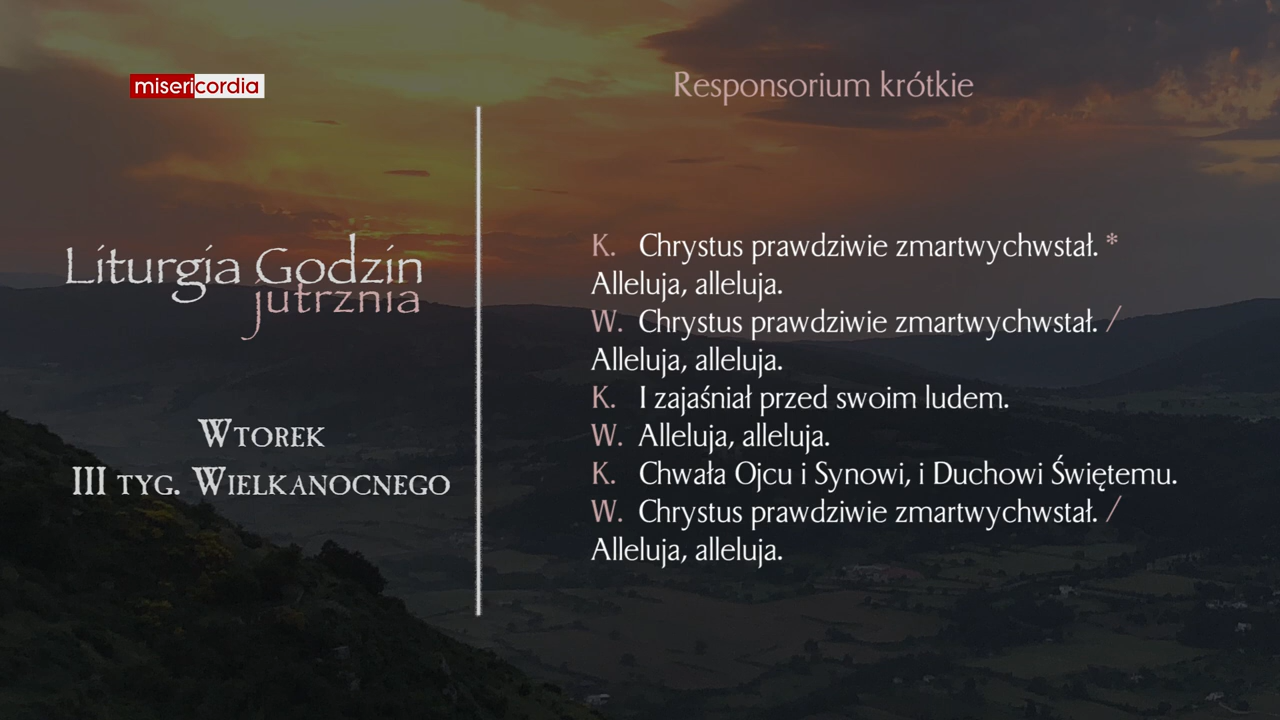 misericordia
Liturgia Godzin
jutrznia
Wtorek
III tyg. Wielkanocnego
Responsorium krótkie
K. Chrystus prawdziwie zmartwychwstał. *
Alleluja, alleluja.
W. Chrystus prawdziwie zmartwychwstał. /
Alleluja, alleluja.
K. I zajaśniał przed swoim ludem.
W. Alleluja, alleluja.
K. Chwała Ojcu i Synowi, i Duchowi Świętemu.
W. Chrystus prawdziwie zmartwychwstał. /
Alleluja, alleluja.